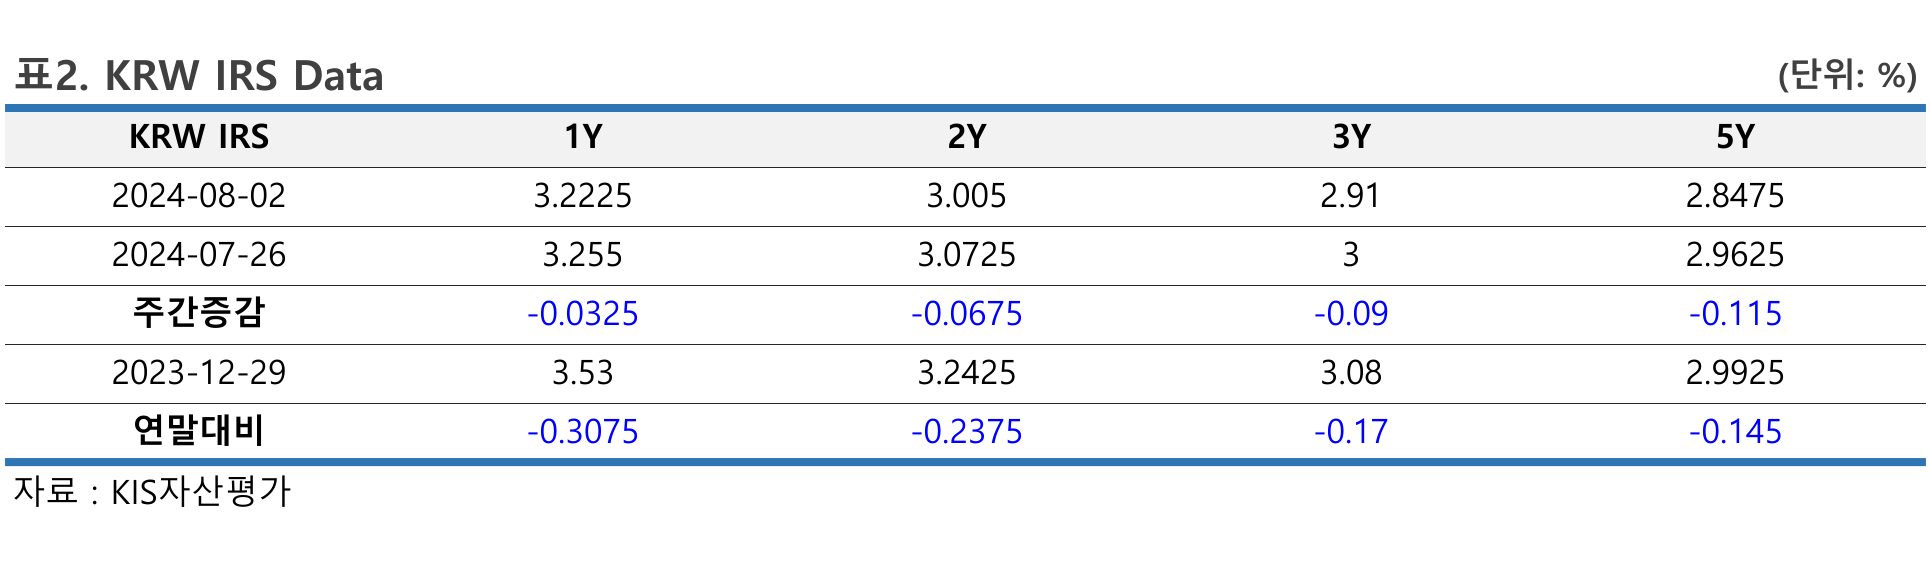 표2. KRW IRS Data (단위: %)
KRW IRS 1Y 2Y 3Y 5Y
2024-08-02 3.2225 3.005 2.91 2.8475
2024-07-26 3.255 3.0725 3 2.9625
주간증감 -0.0325 -0.0675 -0.09 -0.115
2023-12-29 3.53 3.2425 3.08 2.9925
연말대비 -0.3075 -0.2375 -0.17 -0.145
자료 : KIS자산평가